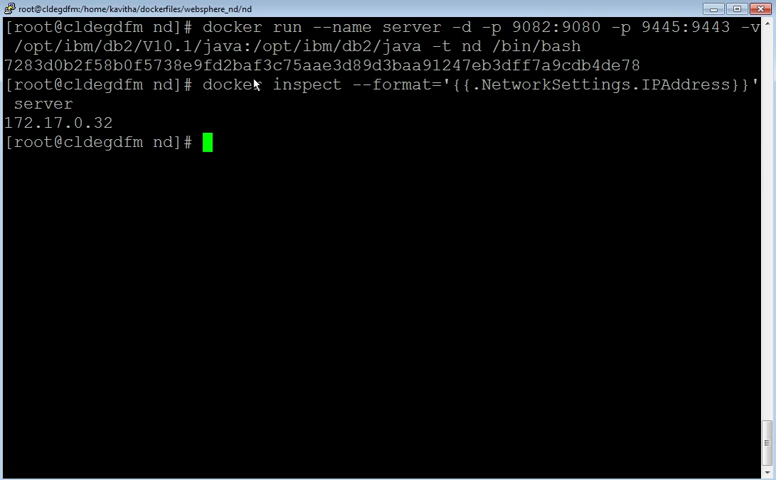 root@cldegdfm:/home/kavitha/dockerfiles/websphere_nd/nd
[root@cldegdfm nd]# docker run --name server -d -p 9082:9080 -p 9445:9443 -v
/opt/ibm/db2/V10.1/java:/opt/ibm/db2/java -t nd /bin/bash
7283d0b2f58b0f5738e9fd2baf3c75aae3d89d3baa91247eb3dff7a9cdb4de78
[root@cldegdfm nd]# docker inspect --format='{{.NetworkSettings.IPAddress}}'
server
172.17.0.32
[root@cldegdfm nd]#